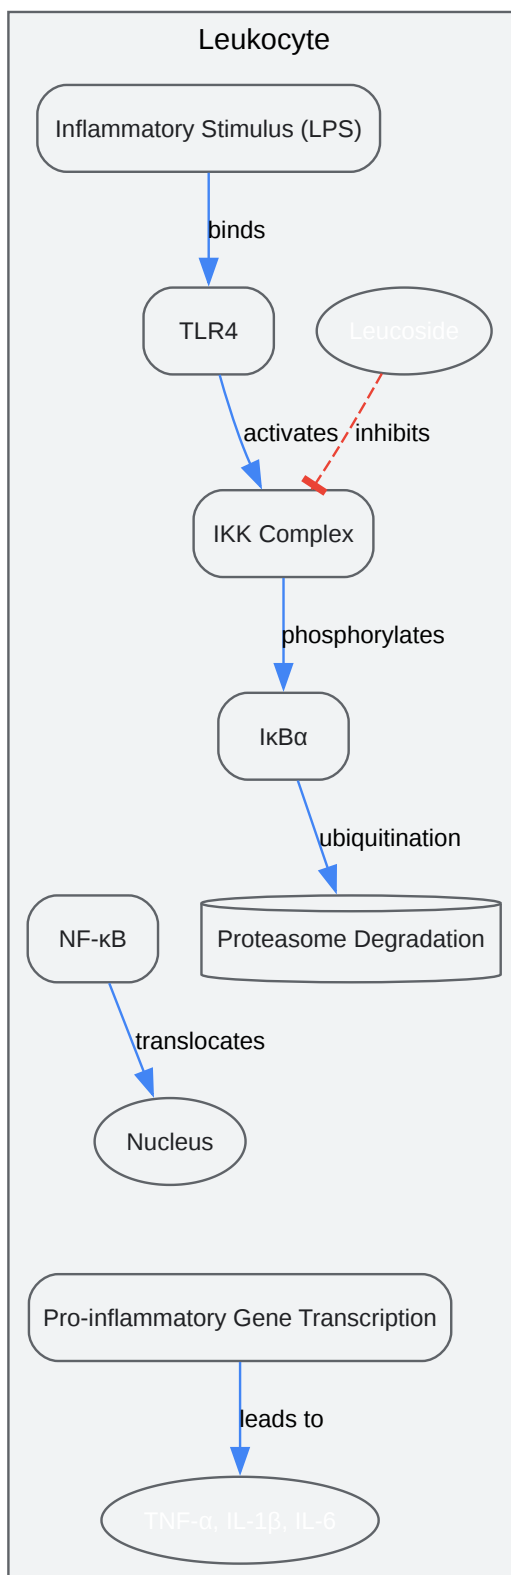 Leukocyte
Inflammatory Stimulus (LPS)
binds
TLR4
Leucoside
activates
inhibits
IKK Complex
phosphorylates
IκBα
ubiquitination
NF-κB
Proteasome Degradation
translocates
Nucleus
Pro-inflammatory Gene Transcription
leads to
TNF-α, IL-1β, IL-6